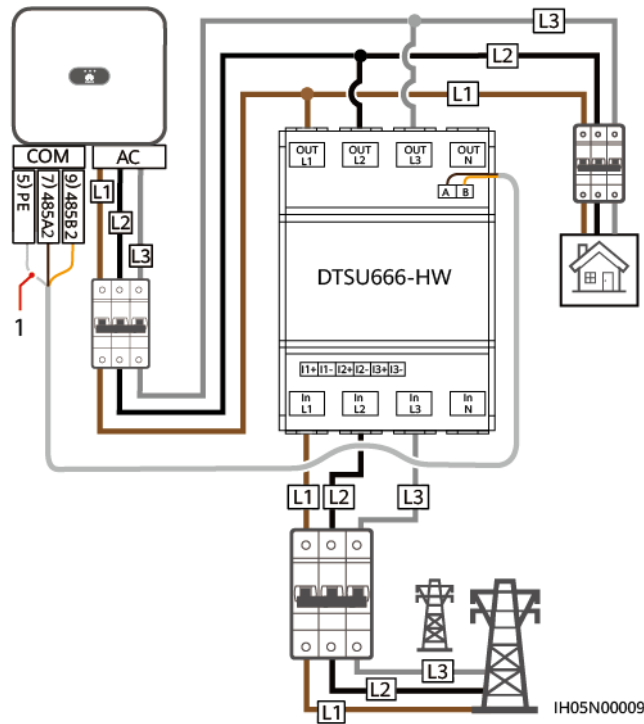 L3
L2
L1
COM
AC
5) PE
7) 485A2
9) 485B2
L1
L2
L3
1
OUT
L1
OUT
L2
OUT
L3
OUT
N
A
B
DTSU666-HW
I1+ I1- I2+ I2- I3+ I3-
In
L1
In
L2
In
L3
In
N
L1
L2
L3
L3
L2
L1
IH05N00009